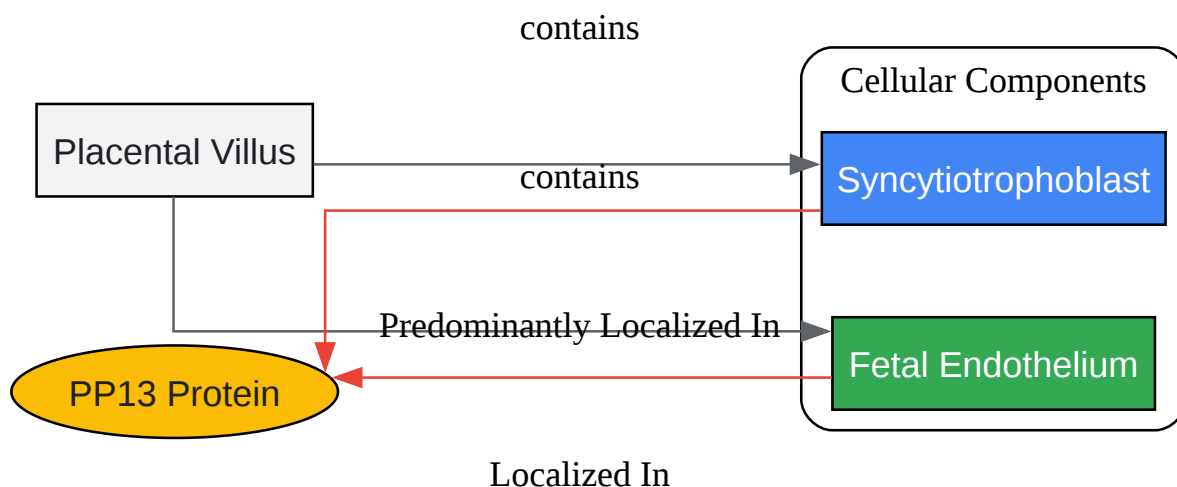 contains
Cellular Components
Placental Villus
contains
Syncytiotrophoblast
Predominantly Localized In
Fetal Endothelium
PP13 Protein
Localized In